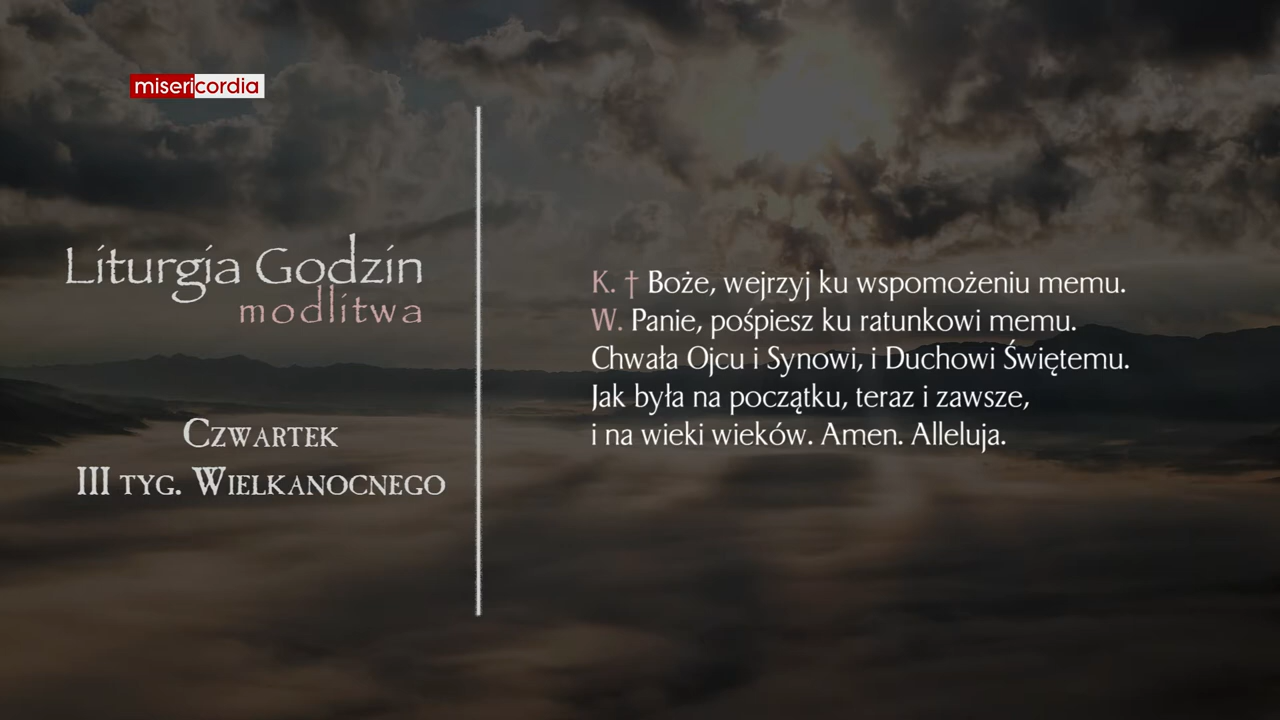 misericordia
Liturgia Godzin
modlitwa
Czwartek
III tyg. Wielkanocnego
K. † Boże, wejrzyj ku wspomożeniu memu.
W. Panie, pośpiesz ku ratunkowi memu.
Chwała Ojcu i Synowi, i Duchowi Świętemu.
Jak była na początku, teraz i zawsze,
i na wieki wieków. Amen. Alleluja.